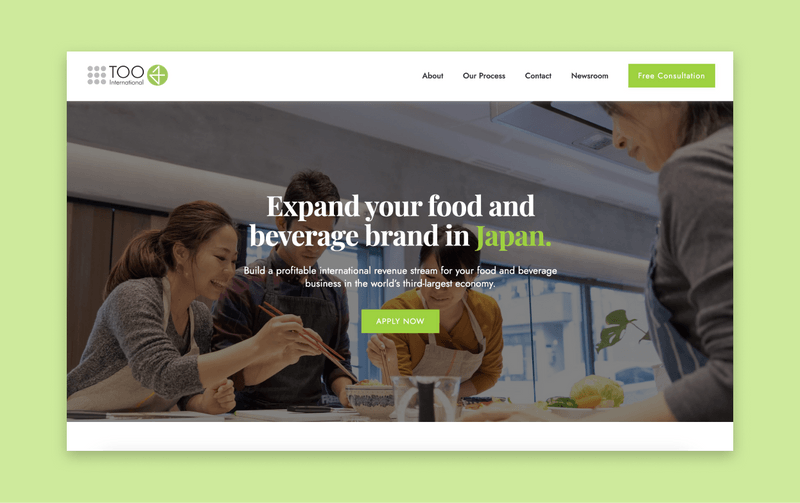 TOO
International
About
Our Process
Contact
Newsroom
Free Consultation
Expand your food and
beverage brand in Japan.
Build a profitable international revenue stream for your food and beverage
business in the world's third-largest economy.
APPLY NOW